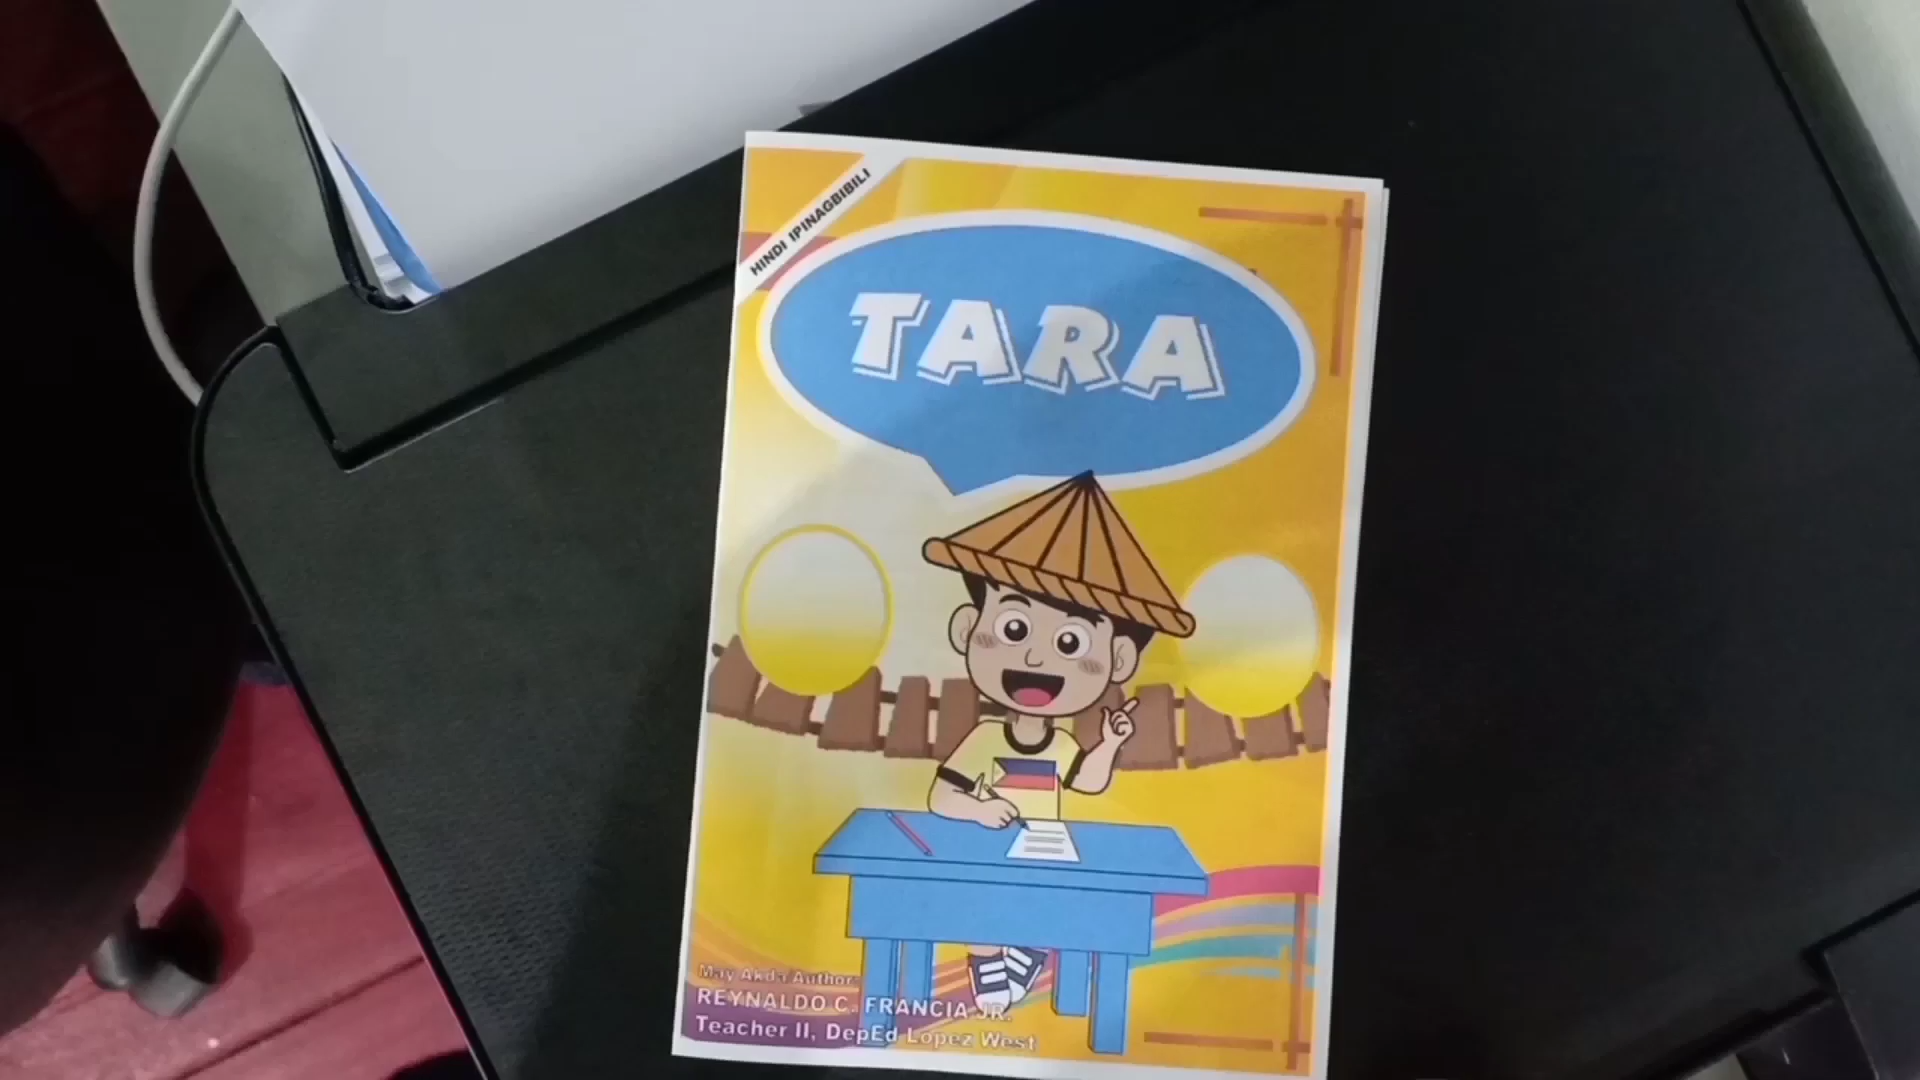 HINDI IPINAGBIBILI
TARA
May Akda/Author:
REYNALDO C. FRANCIA JR.
Teacher II, DepEd Lopez West